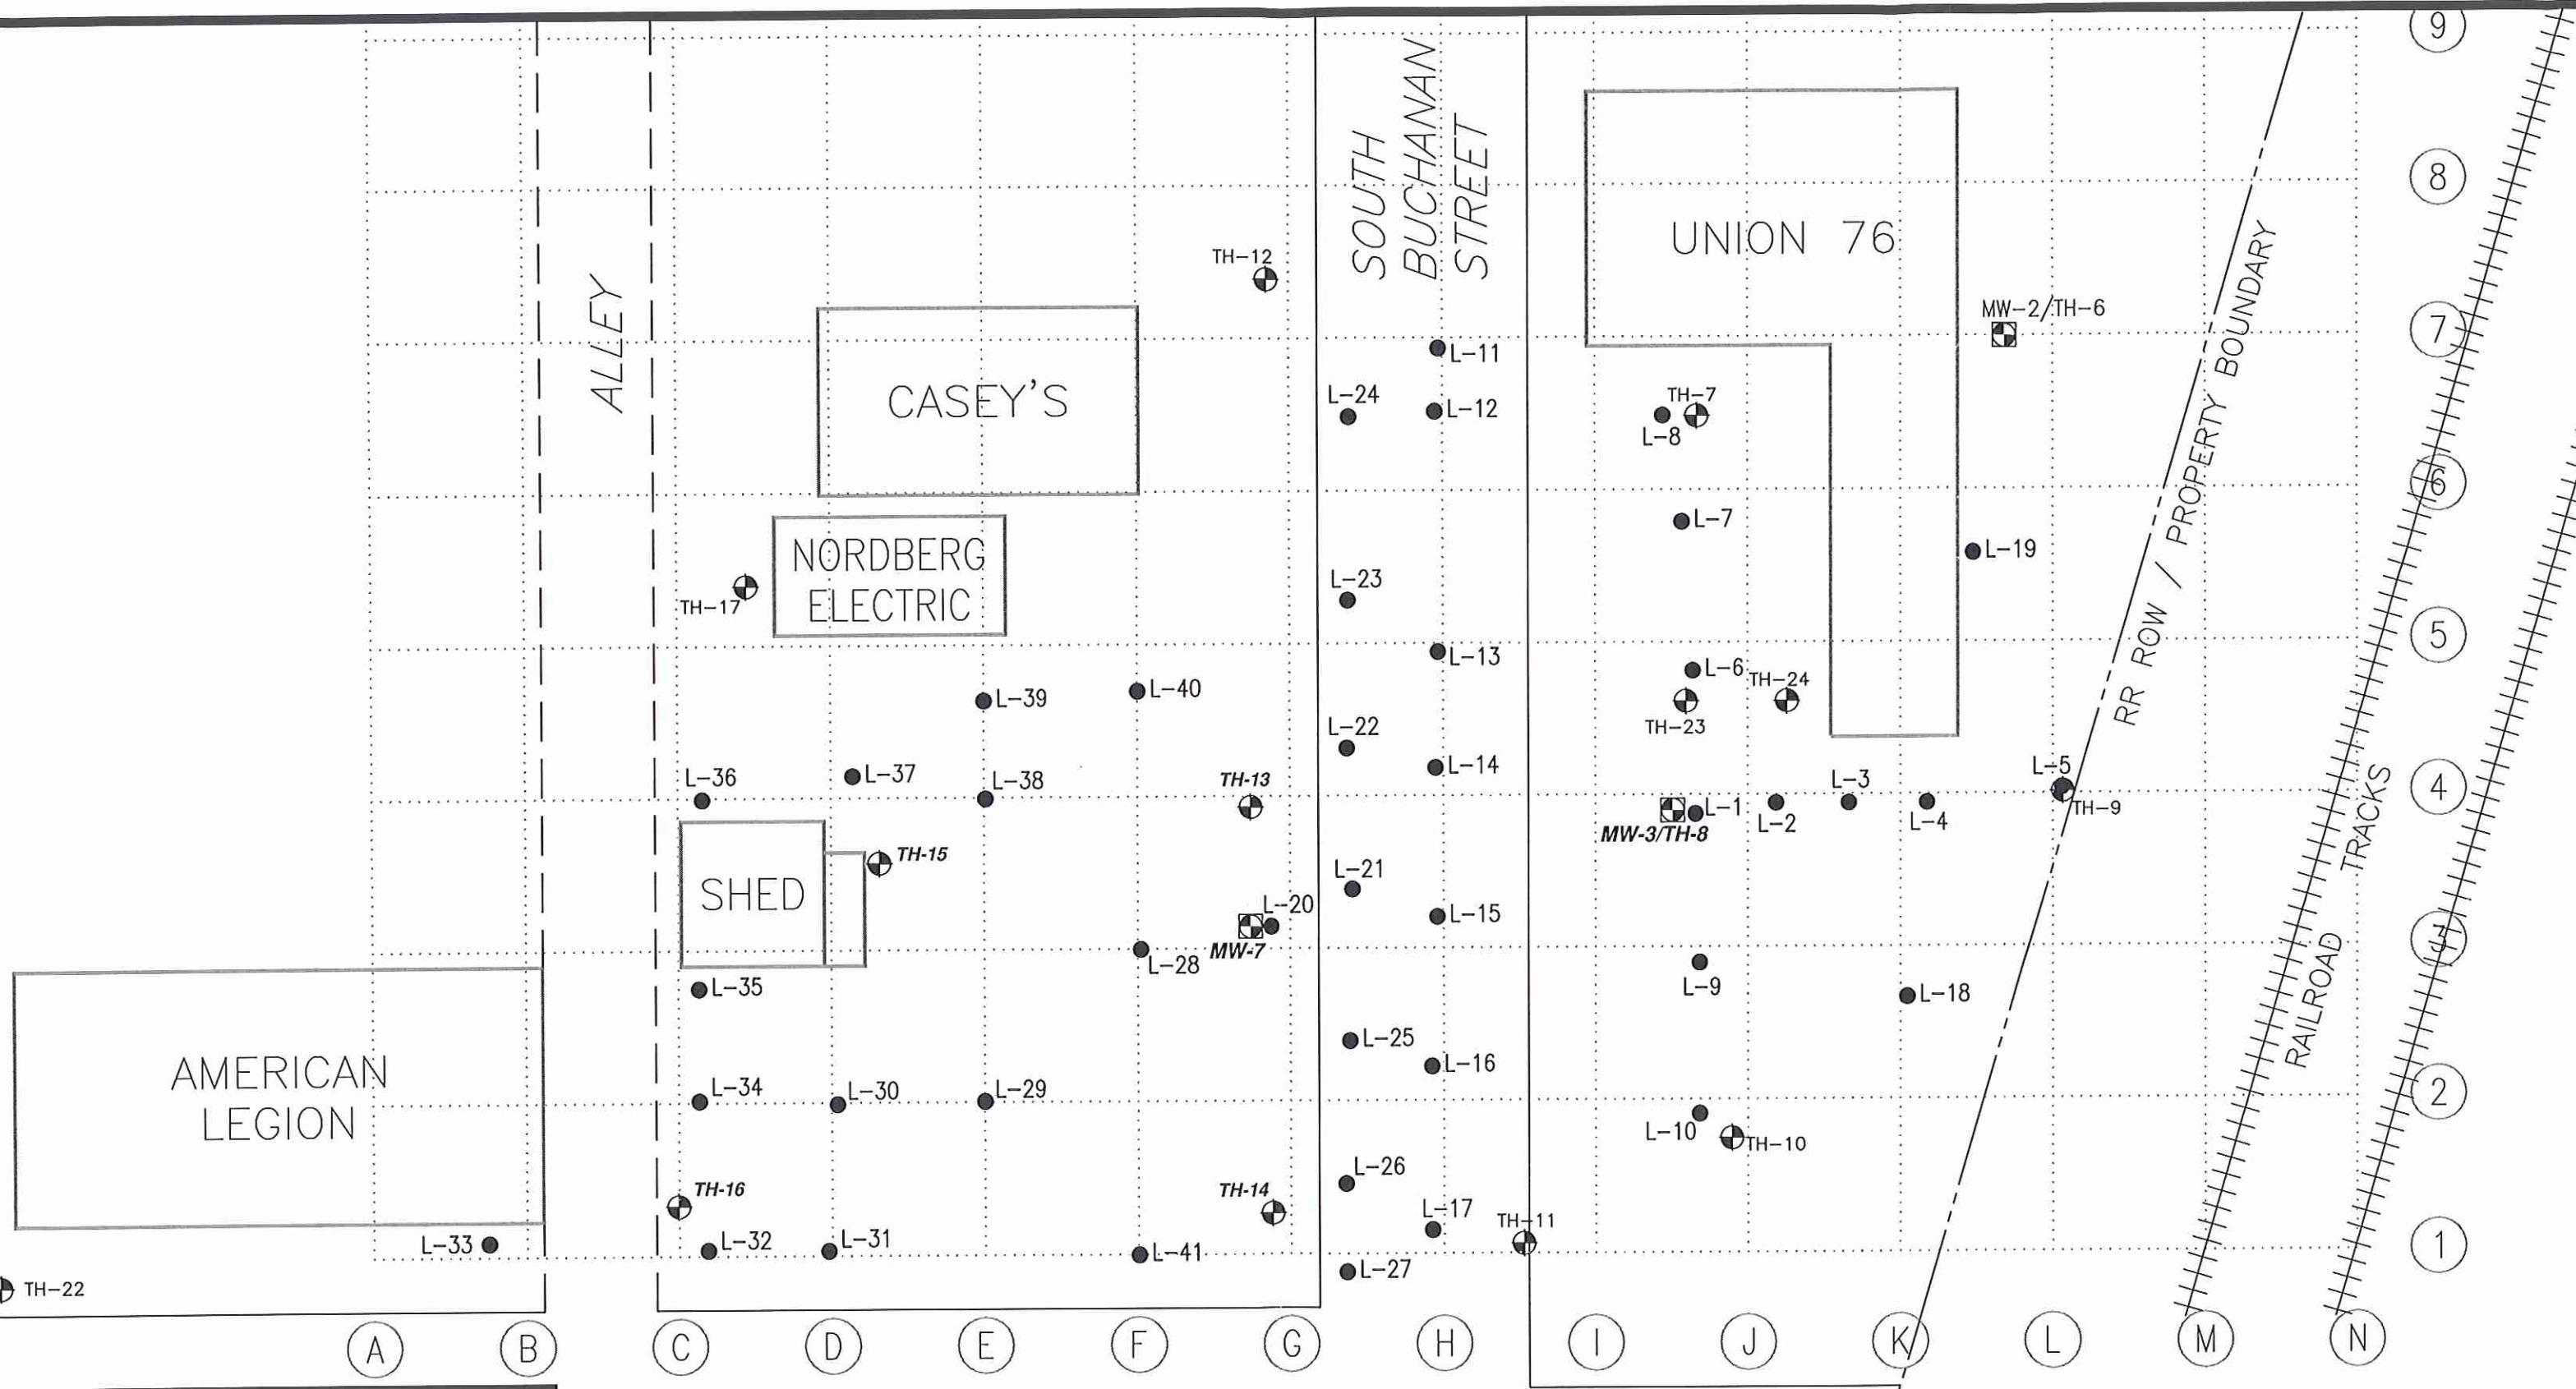 9
SOUTH
BUCHANAN
STREET
8
UNION 76
TH-12
ALLEY
MW-2/TH-6
7
L-11
CASEY'S
L-24
L-12
TH-7
L-8
RR ROW / PROPERTY BOUNDARY
6
L-7
NORDBERG
ELECTRIC
L-19
L-23
TH-17
5
L-13
L-39
L-40
L-6
TH-24
TH-23
L-22
L-36
L-37
L-38
TH-13
L-14
L-3
L-5
4
L-1
L-2
L-4
TH-9
MW-3/TH-8
RAILROAD TRACKS
TH-15
SHED
L-21
L-20
L-15
MW-7
3
L-28
L-35
L-9
L-18
L-25
L-16
AMERICAN
LEGION
L-34
L-30
L-29
2
L-10
TH-10
TH-16
TH-14
L-26
L-17
TH-11
L-33
L-32
L-31
L-41
1
L-27
TH-22
A
B
C
D
E
F
G
H
I
J
K
L
M
N